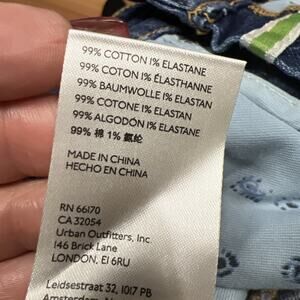 99% COTTON 1% ELASTANE
99% COTON 1% ÉLASTHANNE
99% BAUMWOLLE 1% ELASTAN
99% COTONE 1% ELASTAN
99% ALGODÓN 1% ELASTANE
99% 棉 1% 氨纶
MADE IN CHINA
HECHO EN CHINA
RN 66170
CA 32054
Urban Outfitters, Inc.
146 Brick Lane
LONDON, E1 6RU
Leidsestraat 32, 1017 PB
Amsterdam,